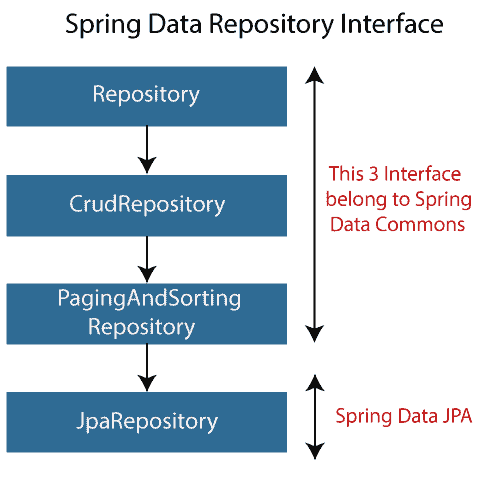 Spring Data Repository Interface
Repository
CrudRepository
This 3 Interface
belong to Spring
Data Commons
PagingAndSorting
Repository
JpaRepository
Spring Data JPA